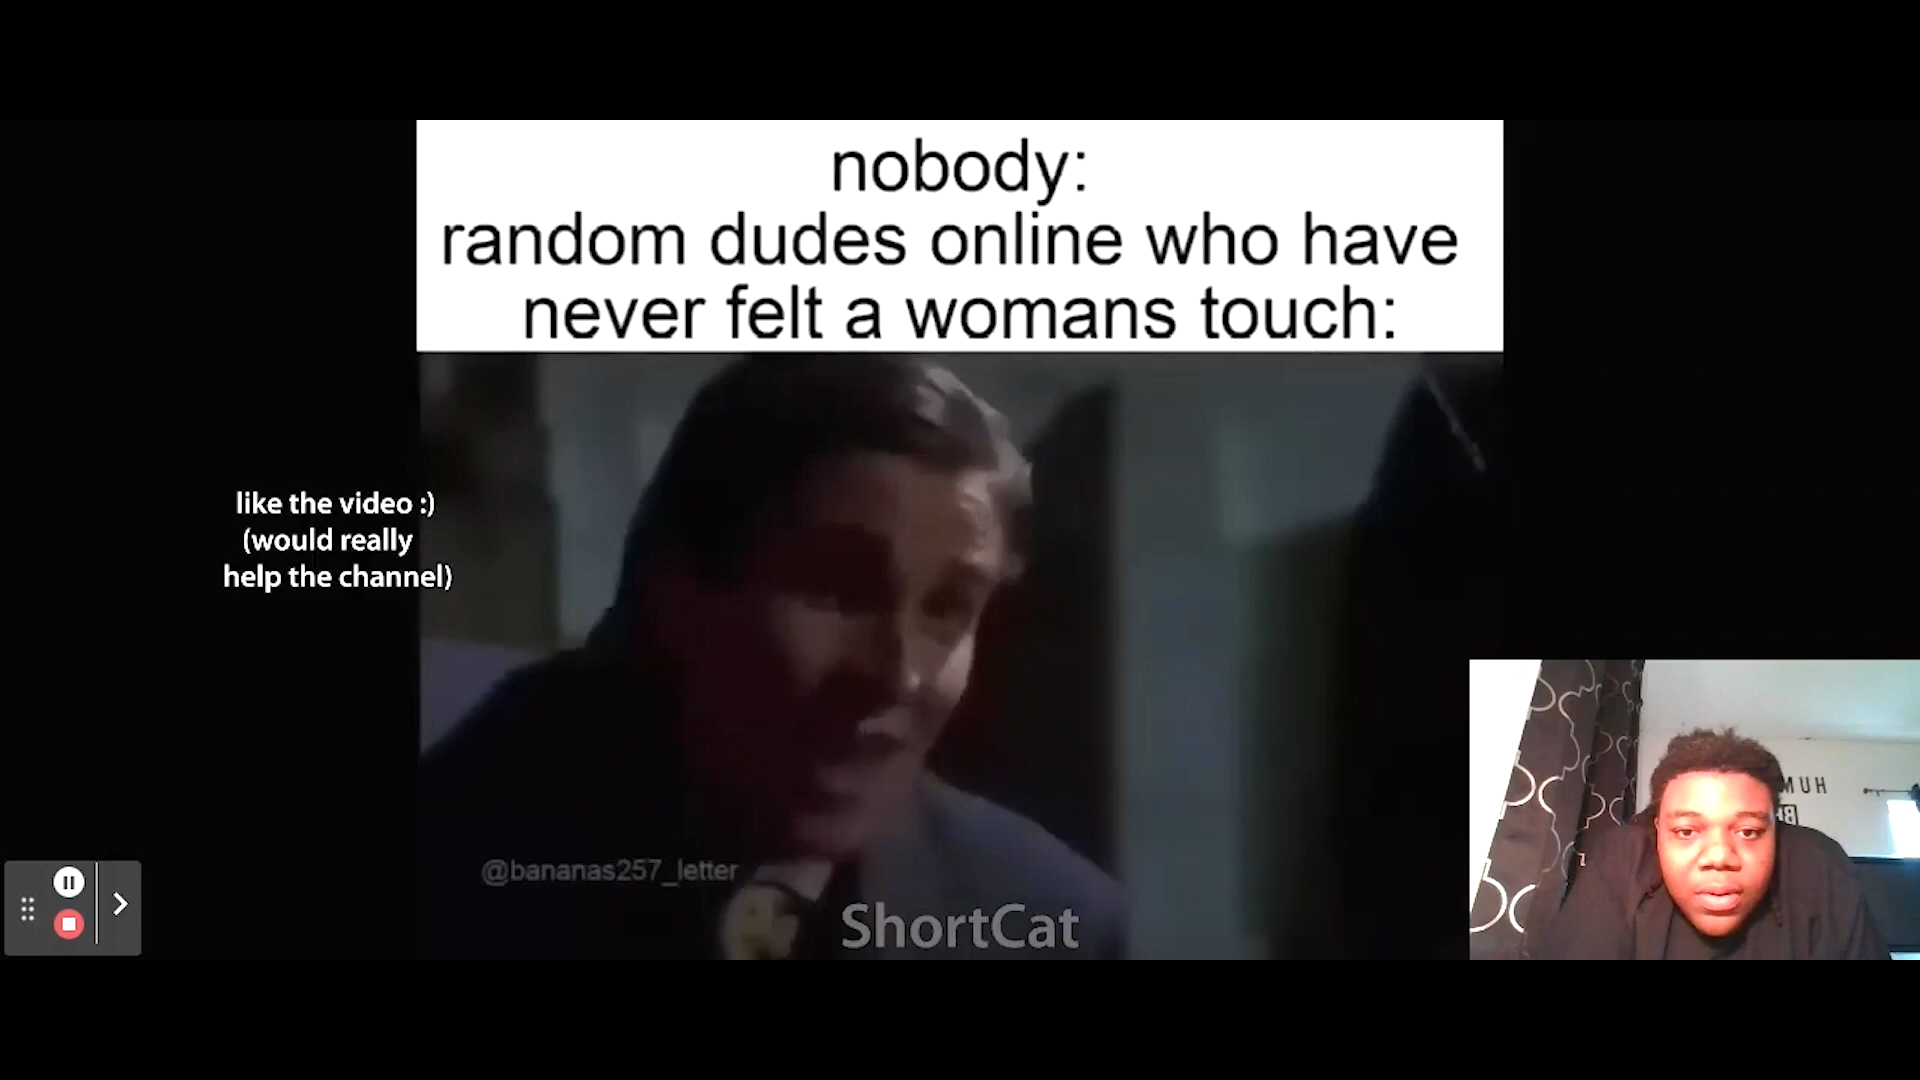 nobody:
random dudes online who have
never felt a womans touch:
like the video :)
(would really
help the channel)
@bananas257_letter
ShortCat